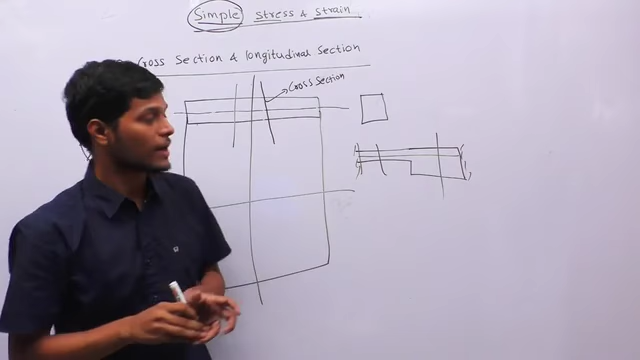 Simple Stress & Strain
Cross Section & longitudinal Section
Cross Section